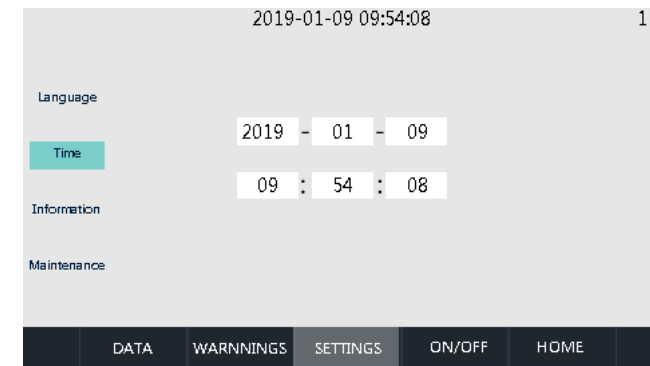 2019-01-09 09:54:08 1
Language
2019 - 01 - 09
Time
09 : 54 : 08
Information
Maintenance
DATA WARNNINGS SETTINGS ON/OFF HOME